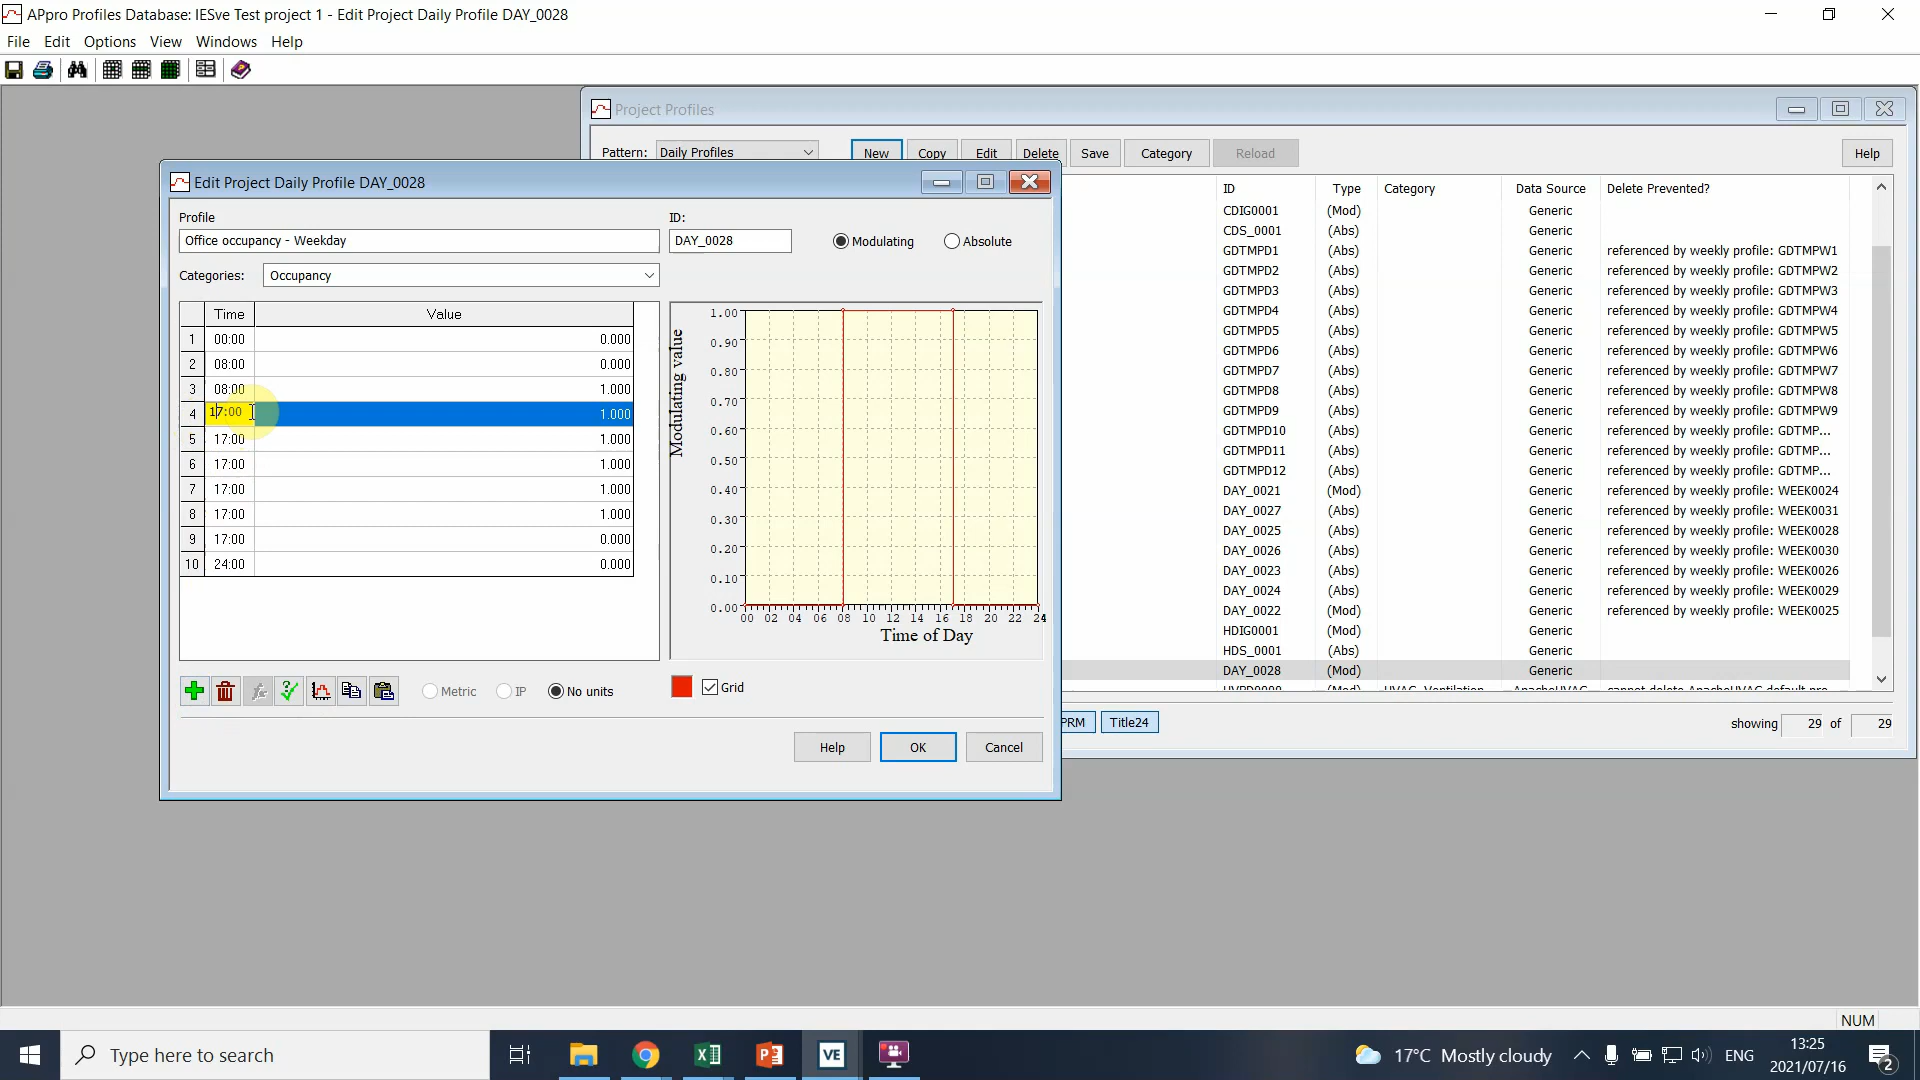 APpro Profiles Database: IESve Test project 1 - Edit Project Daily Profile DAY_0028
File Edit Options View Windows Help
Project Profiles
Pattern: Daily Profiles New Copy Edit Delete Save Category Reload Help
Edit Project Daily Profile DAY_0028
Profile ID:
Office occupancy - Weekday DAY_0028 Modulating Absolute
Categories: Occupancy
Time Value
1 00:00 0.000
2 08:00 0.000
3 08:00 1.000
4 17:00 1.000
5 17:00 1.000
6 17:00 1.000
7 17:00 1.000
8 17:00 1.000
9 17:00 0.000
10 24:00 0.000
Modulating value
1.00
0.90
0.80
0.70
0.60
0.50
0.40
0.30
0.20
0.10
0.00
00 02 04 06 08 10 12 14 16 18 20 22 24
Time of Day
Metric IP No units Grid
Help OK Cancel
ID Type Category Data Source Delete Prevented?
CDIG0001 (Mod) Generic
CDS_0001 (Abs) Generic
GDTMPD1 (Abs) Generic referenced by weekly profile: GDTMPW1
GDTMPD2 (Abs) Generic referenced by weekly profile: GDTMPW2
GDTMPD3 (Abs) Generic referenced by weekly profile: GDTMPW3
GDTMPD4 (Abs) Generic referenced by weekly profile: GDTMPW4
GDTMPD5 (Abs) Generic referenced by weekly profile: GDTMPW5
GDTMPD6 (Abs) Generic referenced by weekly profile: GDTMPW6
GDTMPD7 (Abs) Generic referenced by weekly profile: GDTMPW7
GDTMPD8 (Abs) Generic referenced by weekly profile: GDTMPW8
GDTMPD9 (Abs) Generic referenced by weekly profile: GDTMPW9
GDTMPD10 (Abs) Generic referenced by weekly profile: GDTMP...
GDTMPD11 (Abs) Generic referenced by weekly profile: GDTMP...
GDTMPD12 (Abs) Generic referenced by weekly profile: GDTMP...
DAY_0021 (Mod) Generic referenced by weekly profile: WEEK0024
DAY_0027 (Abs) Generic referenced by weekly profile: WEEK0031
DAY_0025 (Abs) Generic referenced by weekly profile: WEEK0028
DAY_0026 (Abs) Generic referenced by weekly profile: WEEK0030
DAY_0023 (Abs) Generic referenced by weekly profile: WEEK0026
DAY_0024 (Abs) Generic referenced by weekly profile: WEEK0029
DAY_0022 (Mod) Generic referenced by weekly profile: WEEK0025
HDIG0001 (Mod) Generic
HDS_0001 (Abs) Generic
DAY_0028 (Mod) Generic
PRM Title24 showing 29 of 29
NUM
Type here to search
VE
17°C Mostly cloudy ENG
13:25
2021/07/16
2